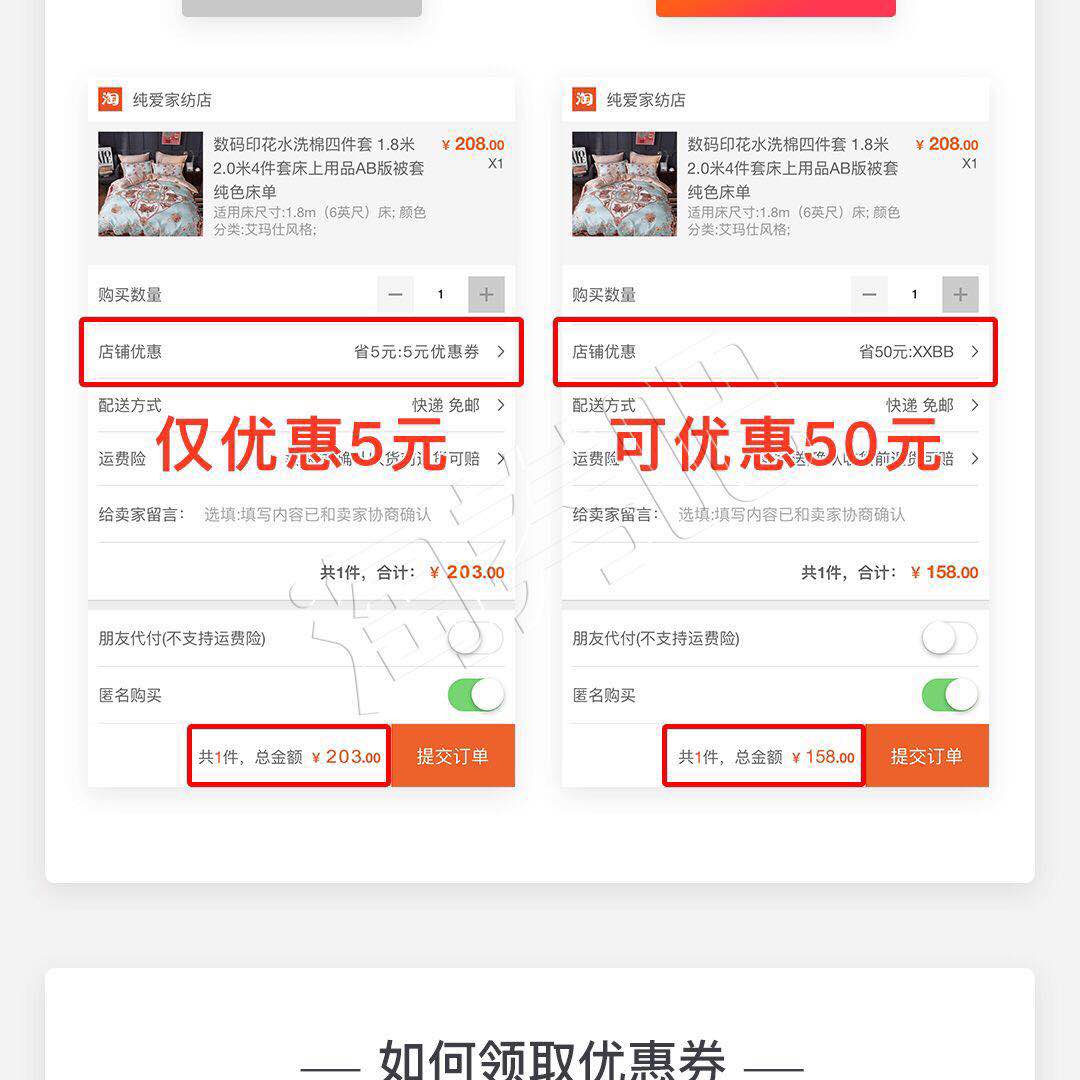 淘 纯爱家纺店
数码印花水洗棉四件套 1.8米
2.0米4件套床上用品AB版被套
纯色床单
¥ 208.00
X1
适用床尺寸:1.8m（6英尺）床; 颜色
分类:艾玛仕风格;
购买数量
1
店铺优惠 省5元:5元优惠券
配送方式 快递 免邮
仅优惠5元
运费险 货可赔
给卖家留言： 选填:填写内容已和卖家协商确认
共1件，合计： ¥ 203.00
朋友代付(不支持运费险)
匿名购买
共1件，总金额 ¥ 203.00 提交订单
淘 纯爱家纺店
数码印花水洗棉四件套 1.8米
2.0米4件套床上用品AB版被套
纯色床单
¥ 208.00
X1
适用床尺寸:1.8m（6英尺）床; 颜色
分类:艾玛仕风格;
购买数量
1
店铺优惠 省50元:XXBB
配送方式 快递 免邮
可优惠50元
运费险 可赔
给卖家留言： 选填:填写内容已和卖家协商确认
共1件，合计： ¥ 158.00
朋友代付(不支持运费险)
匿名购买
共1件，总金额 ¥ 158.00 提交订单
淘券吧
如何领取优惠券